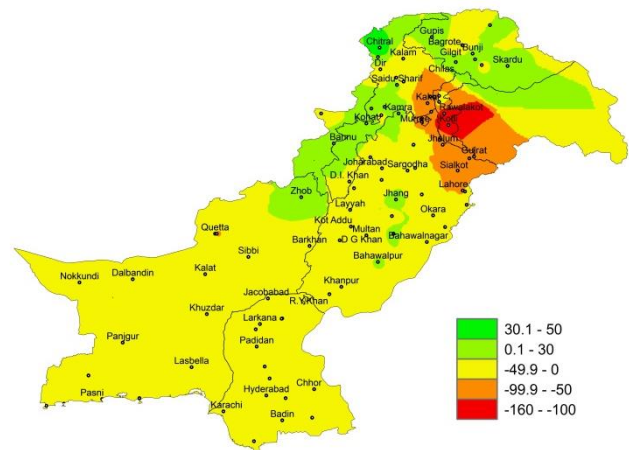 Gupis
Chitral
Bagrote
Bunji
Kalam
Gilgit
Skardu
Dir
Chilas
Saidu Sharif
Kakul
Rawalakot
Kamra
Murree
Kotli
Kohat
Bannu
Jhelum
Gujrat
Joharabad
Sargodha
Sialkot
D.I. Khan
Lahore
Zhob
Jhang
Layyah
Okara
Kot Addu
Quetta
Multan
Barkhan
D G Khan
Bahawalnagar
Sibbi
Bahawalpur
Nokkundi
Dalbandin
Kalat
Khanpur
Jacobabad
R.Y.Khan
Khuzdar
Larkana
Panjgur
Padidan
Lasbella
Pasni
Hyderabad
Chhor
Karachi
Badin
30.1 - 50
0.1 - 30
-49.9 - 0
-99.9 - -50
-160 - -100